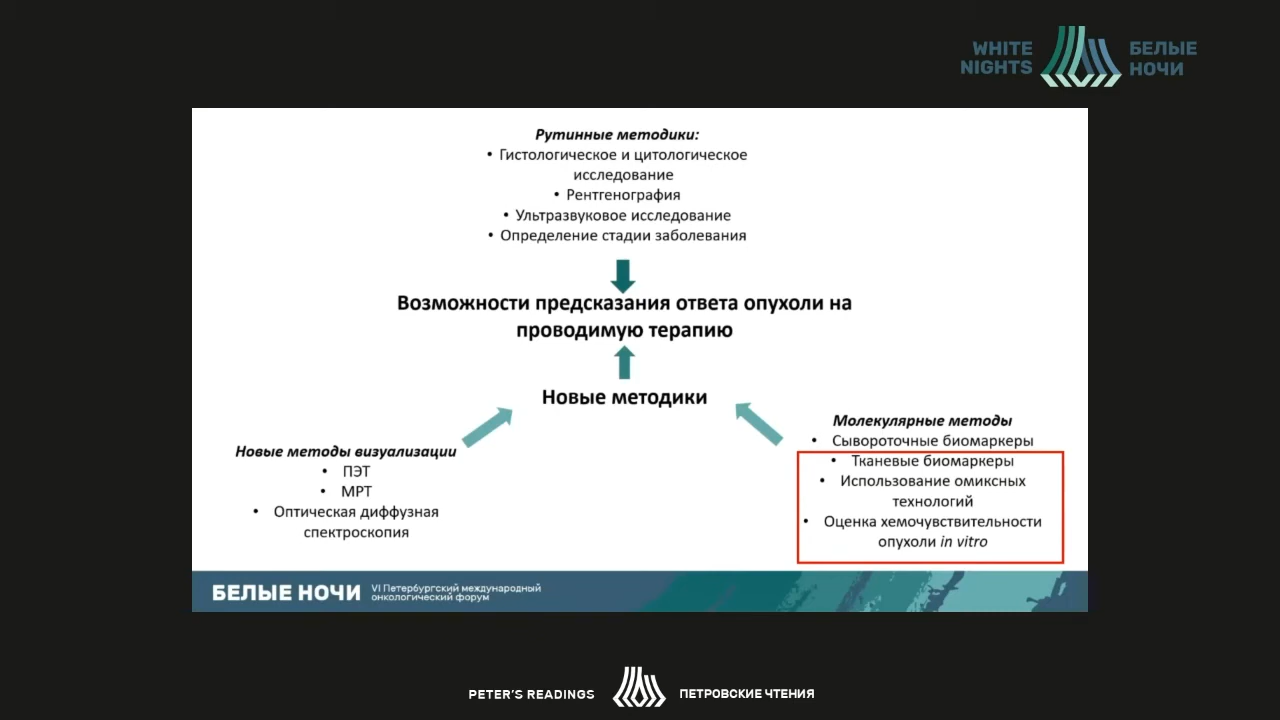 WHITE
NIGHTS
БЕЛЫЕ
НОЧИ
Рутинные методики:
• Гистологическое и цитологическое
исследование
• Рентгенография
• Ультразвуковое исследование
• Определение стадии заболевания
Возможности предсказания ответа опухоли на
проводимую терапию
Новые методики
Новые методы визуализации
• ПЭТ
• МРТ
• Оптическая диффузная
спектроскопия
Молекулярные методы
• Сывороточные биомаркеры
• Тканевые биомаркеры
• Использование омиксных
технологий
• Оценка хемочувствительности
опухоли in vitro
БЕЛЫЕ НОЧИ
VI Петербургский международный
онкологический форум
PETER'S READINGS
ПЕТРОВСКИЕ ЧТЕНИЯ